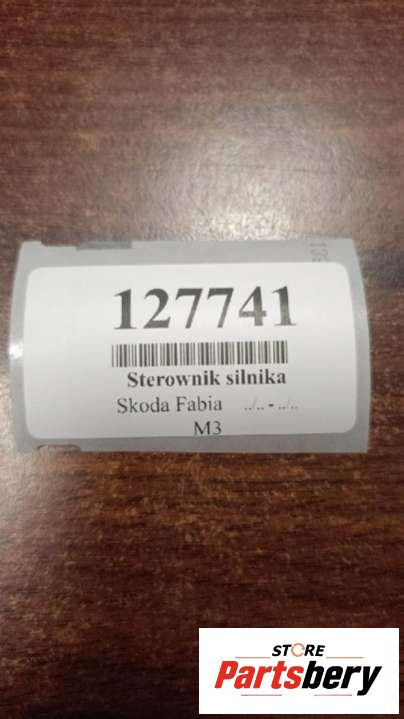 127741
Sterownik silnika
Skoda Fabia ../.. - ../..
M3
STORE
Partsbery